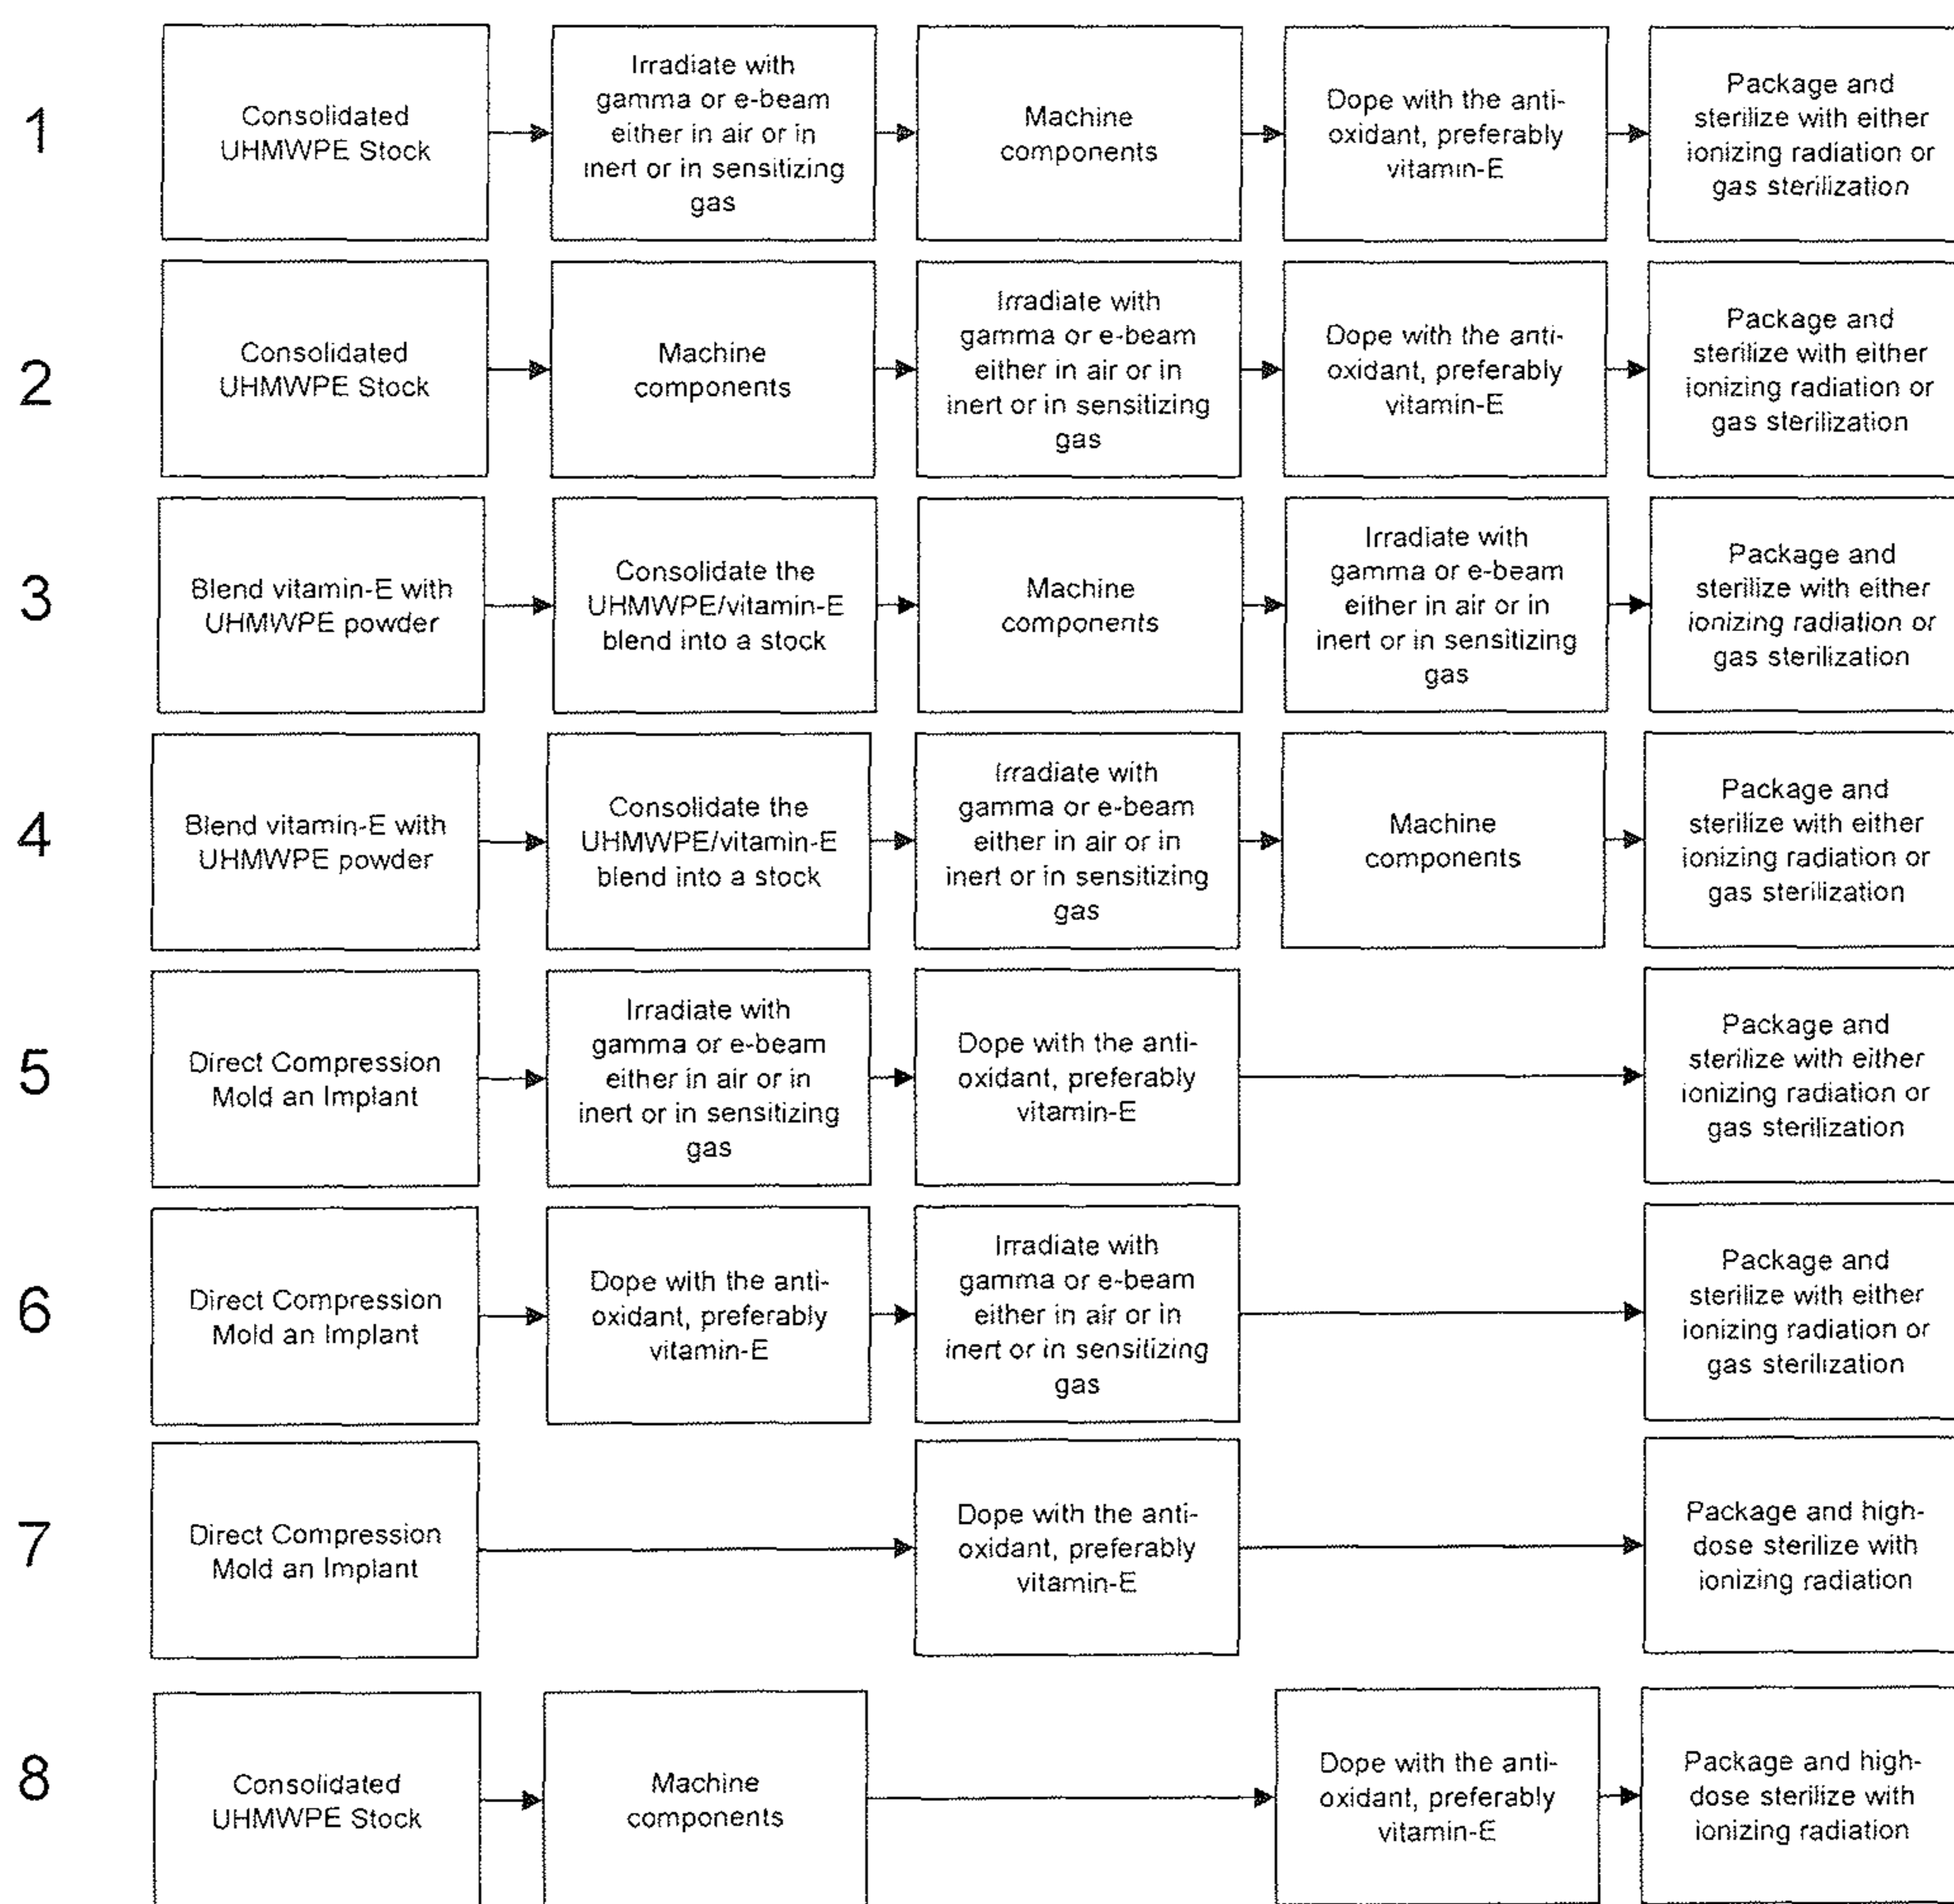 1
Consolidated
UHMWPE Stock
Irradiate with
gamma or e-beam
either in air or in
inert or in sensitizing
gas
Machine
components
Dope with the anti-
oxidant, preferably
vitamin-E
Package and
sterilize with either
ionizing radiation or
gas sterilization
2
Consolidated
UHMWPE Stock
Machine
components
Irradiate with
gamma or e-beam
either in air or in
inert or in sensitizing
gas
Dope with the anti-
oxidant, preferably
vitamin-E
Package and
sterilize with either
ionizing radiation or
gas sterilization
3
Blend vitamin-E with
UHMWPE powder
Consolidate the
UHMWPE/vitamin-E
blend into a stock
Machine
components
Irradiate with
gamma or e-beam
either in air or in
inert or in sensitizing
gas
Package and
sterilize with either
ionizing radiation or
gas sterilization
4
Blend vitamin-E with
UHMWPE powder
Consolidate the
UHMWPE/vitamin-E
blend into a stock
Irradiate with
gamma or e-beam
either in air or in
inert or in sensitizing
gas
Machine
components
Package and
sterilize with either
ionizing radiation or
gas sterilization
5
Direct Compression
Mold an Implant
Irradiate with
gamma or e-beam
either in air or in
inert or in sensitizing
gas
Dope with the anti-
oxidant, preferably
vitamin-E
Package and
sterilize with either
ionizing radiation or
gas sterilization
6
Direct Compression
Mold an Implant
Dope with the anti-
oxidant, preferably
vitamin-E
Irradiate with
gamma or e-beam
either in air or in
inert or in sensitizing
gas
Package and
sterilize with either
ionizing radiation or
gas sterilization
7
Direct Compression
Mold an Implant
Dope with the anti-
oxidant, preferably
vitamin-E
Package and high-
dose sterilize with
ionizing radiation
8
Consolidated
UHMWPE Stock
Machine
components
Dope with the anti-
oxidant, preferably
vitamin-E
Package and high-
dose sterilize with
ionizing radiation